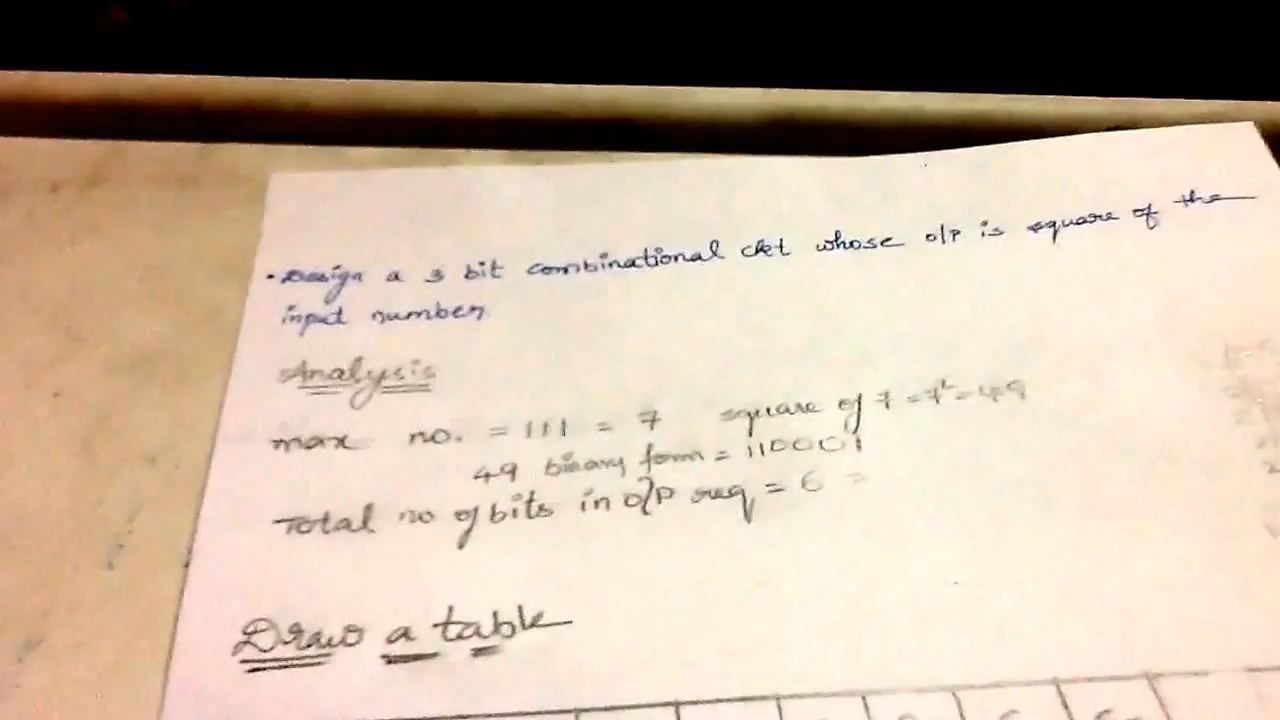 • Design a 3 bit combinational ckt whose o/p is square of the
input number
Analysis
max no. = 111 = 7 square of 7 = 7² = 49
49 binary form = 110001
Total no of bits in o/p req = 6
Draw a table